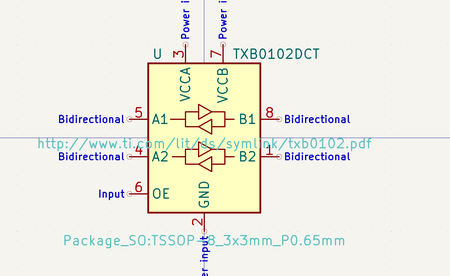 Power i
Power i
U
TXB0102DCT
3
7
VCCA
VCCB
Bidirectional
5
A1
B1
8
Bidirectional
http://www.ti.com/lit/ds/symlink/txb0102.pdf
Bidirectional
4
A2
B2
1
Bidirectional
Input
6
OE
GND
2
Package_SO:TSSOP-8_3x3mm_P0.65mm
er input